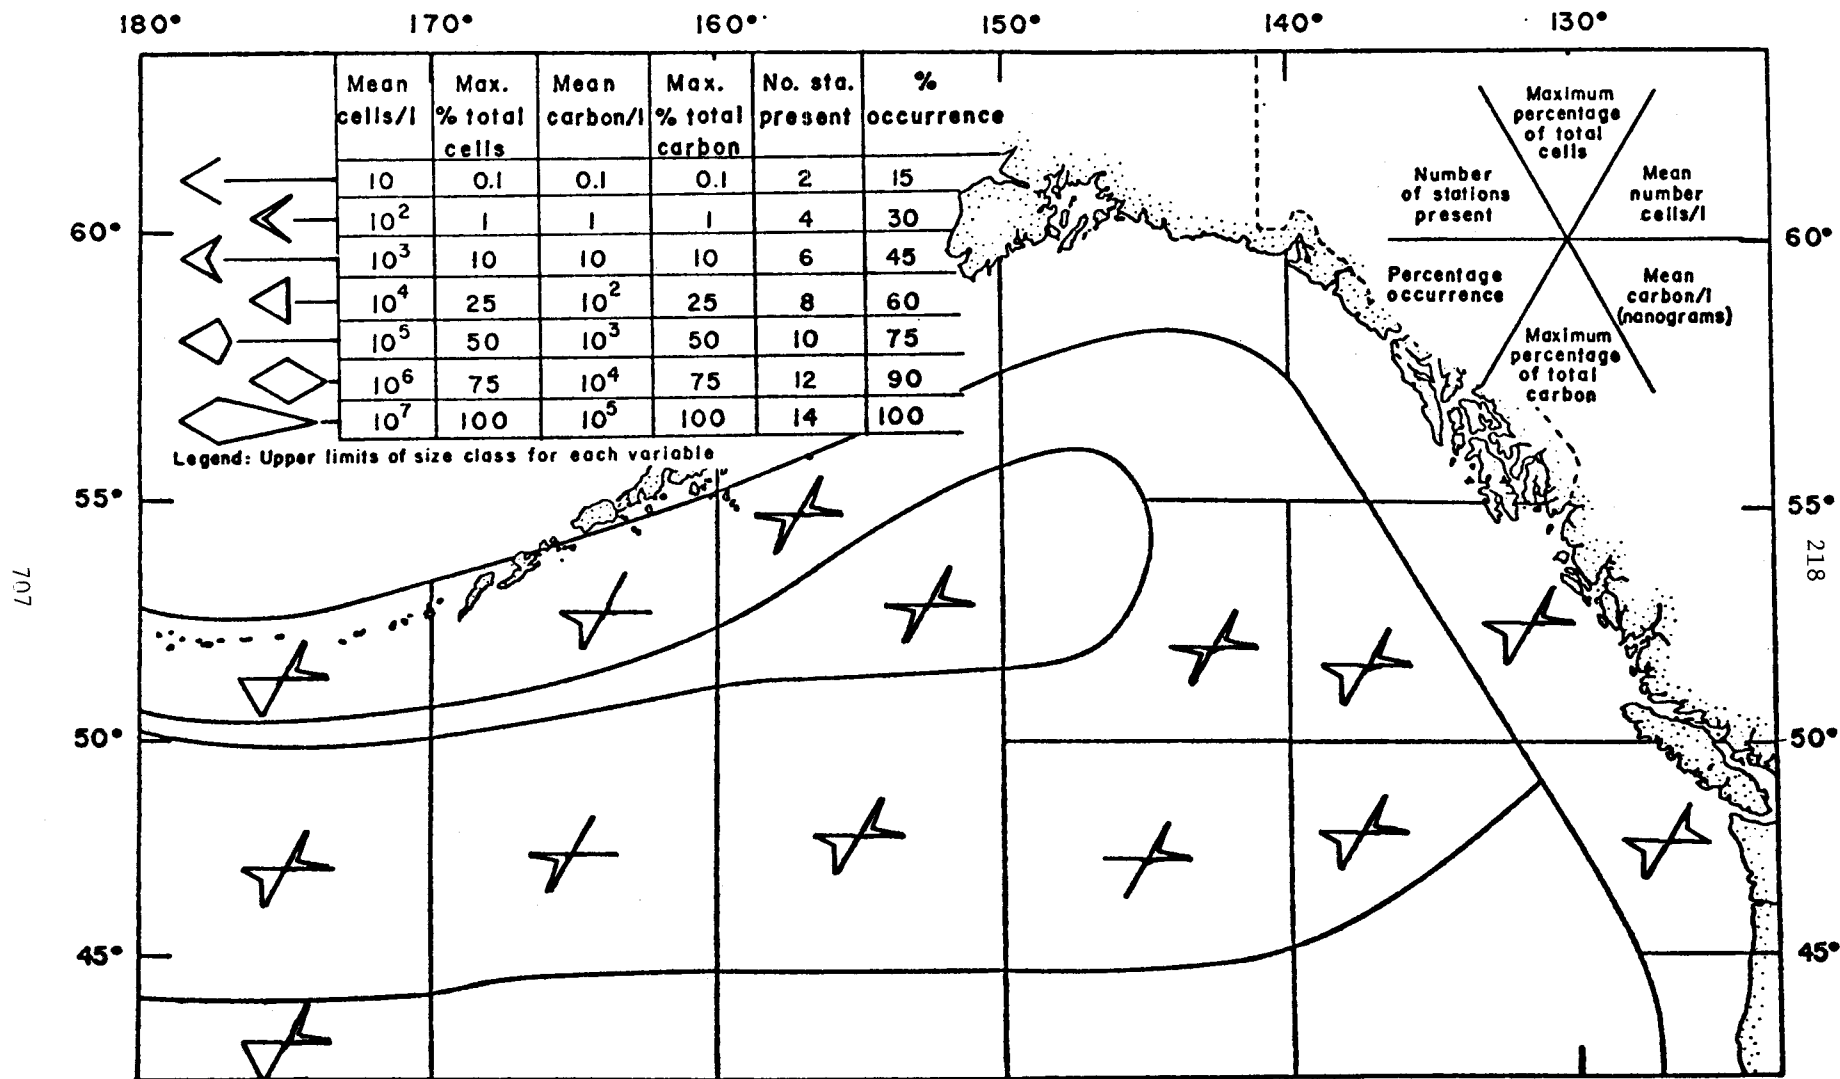 180° 170° 160° 150° 140° 130°
Mean cells/l Max. % total cells Mean carbon/l Max. % total carbon No. sta. present % occurrence
10 0.1 0.1 0.1 2 15
10² 1 1 1 4 30
10³ 10 10 10 6 45
10⁴ 25 10² 25 8 60
10⁵ 50 10³ 50 10 75
10⁶ 75 10⁴ 75 12 90
10⁷ 100 10⁵ 100 14 100
Legend: Upper limits of size class for each variable
Maximum
percentage
of total
cells
Number
of stations
present
Mean
number
cells/l
Percentage
occurrence
Mean
carbon/l
(nanograms)
Maximum
percentage
of total
carbon
60° 60°
55° 55°
50° 50°
45° 45°
707
218